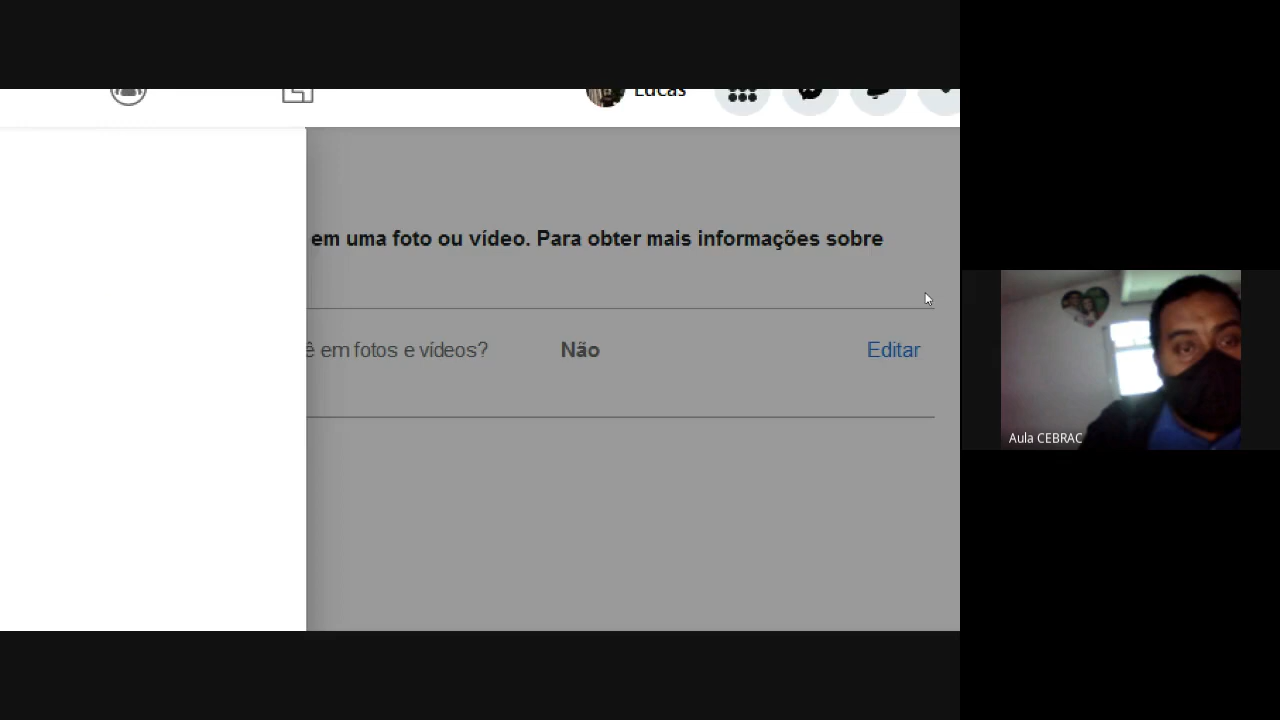 Lucas
em uma foto ou vídeo. Para obter mais informações sobre
ê em fotos e vídeos? Não Editar
Aula CEBRAC